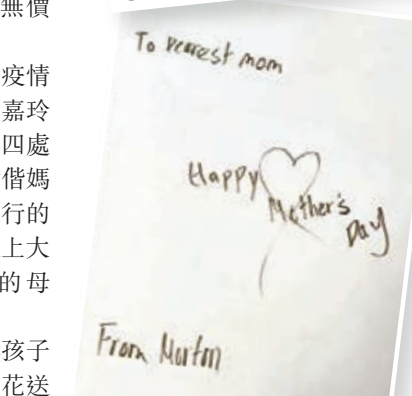 無價
疫情
嘉玲
四處
偕媽
行的
上大
的母
孩子
花送
To Dearest mom
Happy
Mother's
Day
From Morton